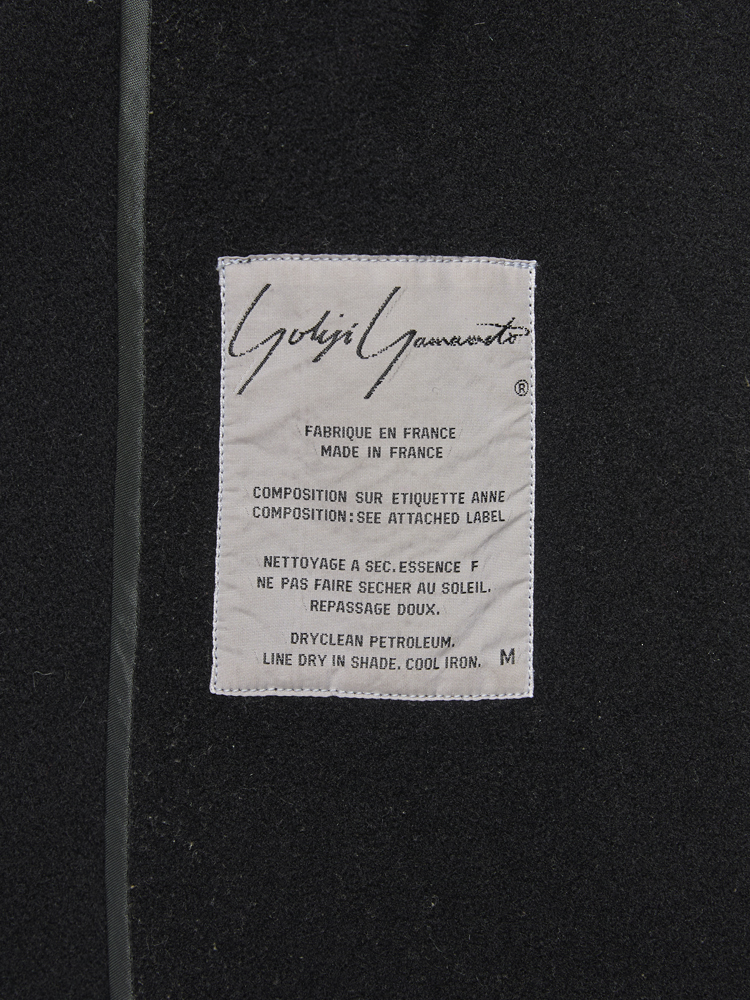 Yohji Yamamoto
®
FABRIQUE EN FRANCE
MADE IN FRANCE
COMPOSITION SUR ETIQUETTE ANNE
COMPOSITION: SEE ATTACHED LABEL
NETTOYAGE A SEC. ESSENCE F
NE PAS FAIRE SECHER AU SOLEIL.
REPASSAGE DOUX.
DRYCLEAN PETROLEUM.
LINE DRY IN SHADE. COOL IRON. M